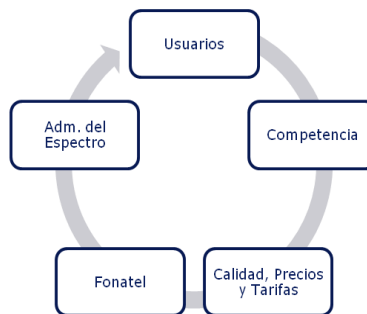 Usuarios
Competencia
Calidad, Precios
y Tarifas
Fonatel
Adm. del
Espectro